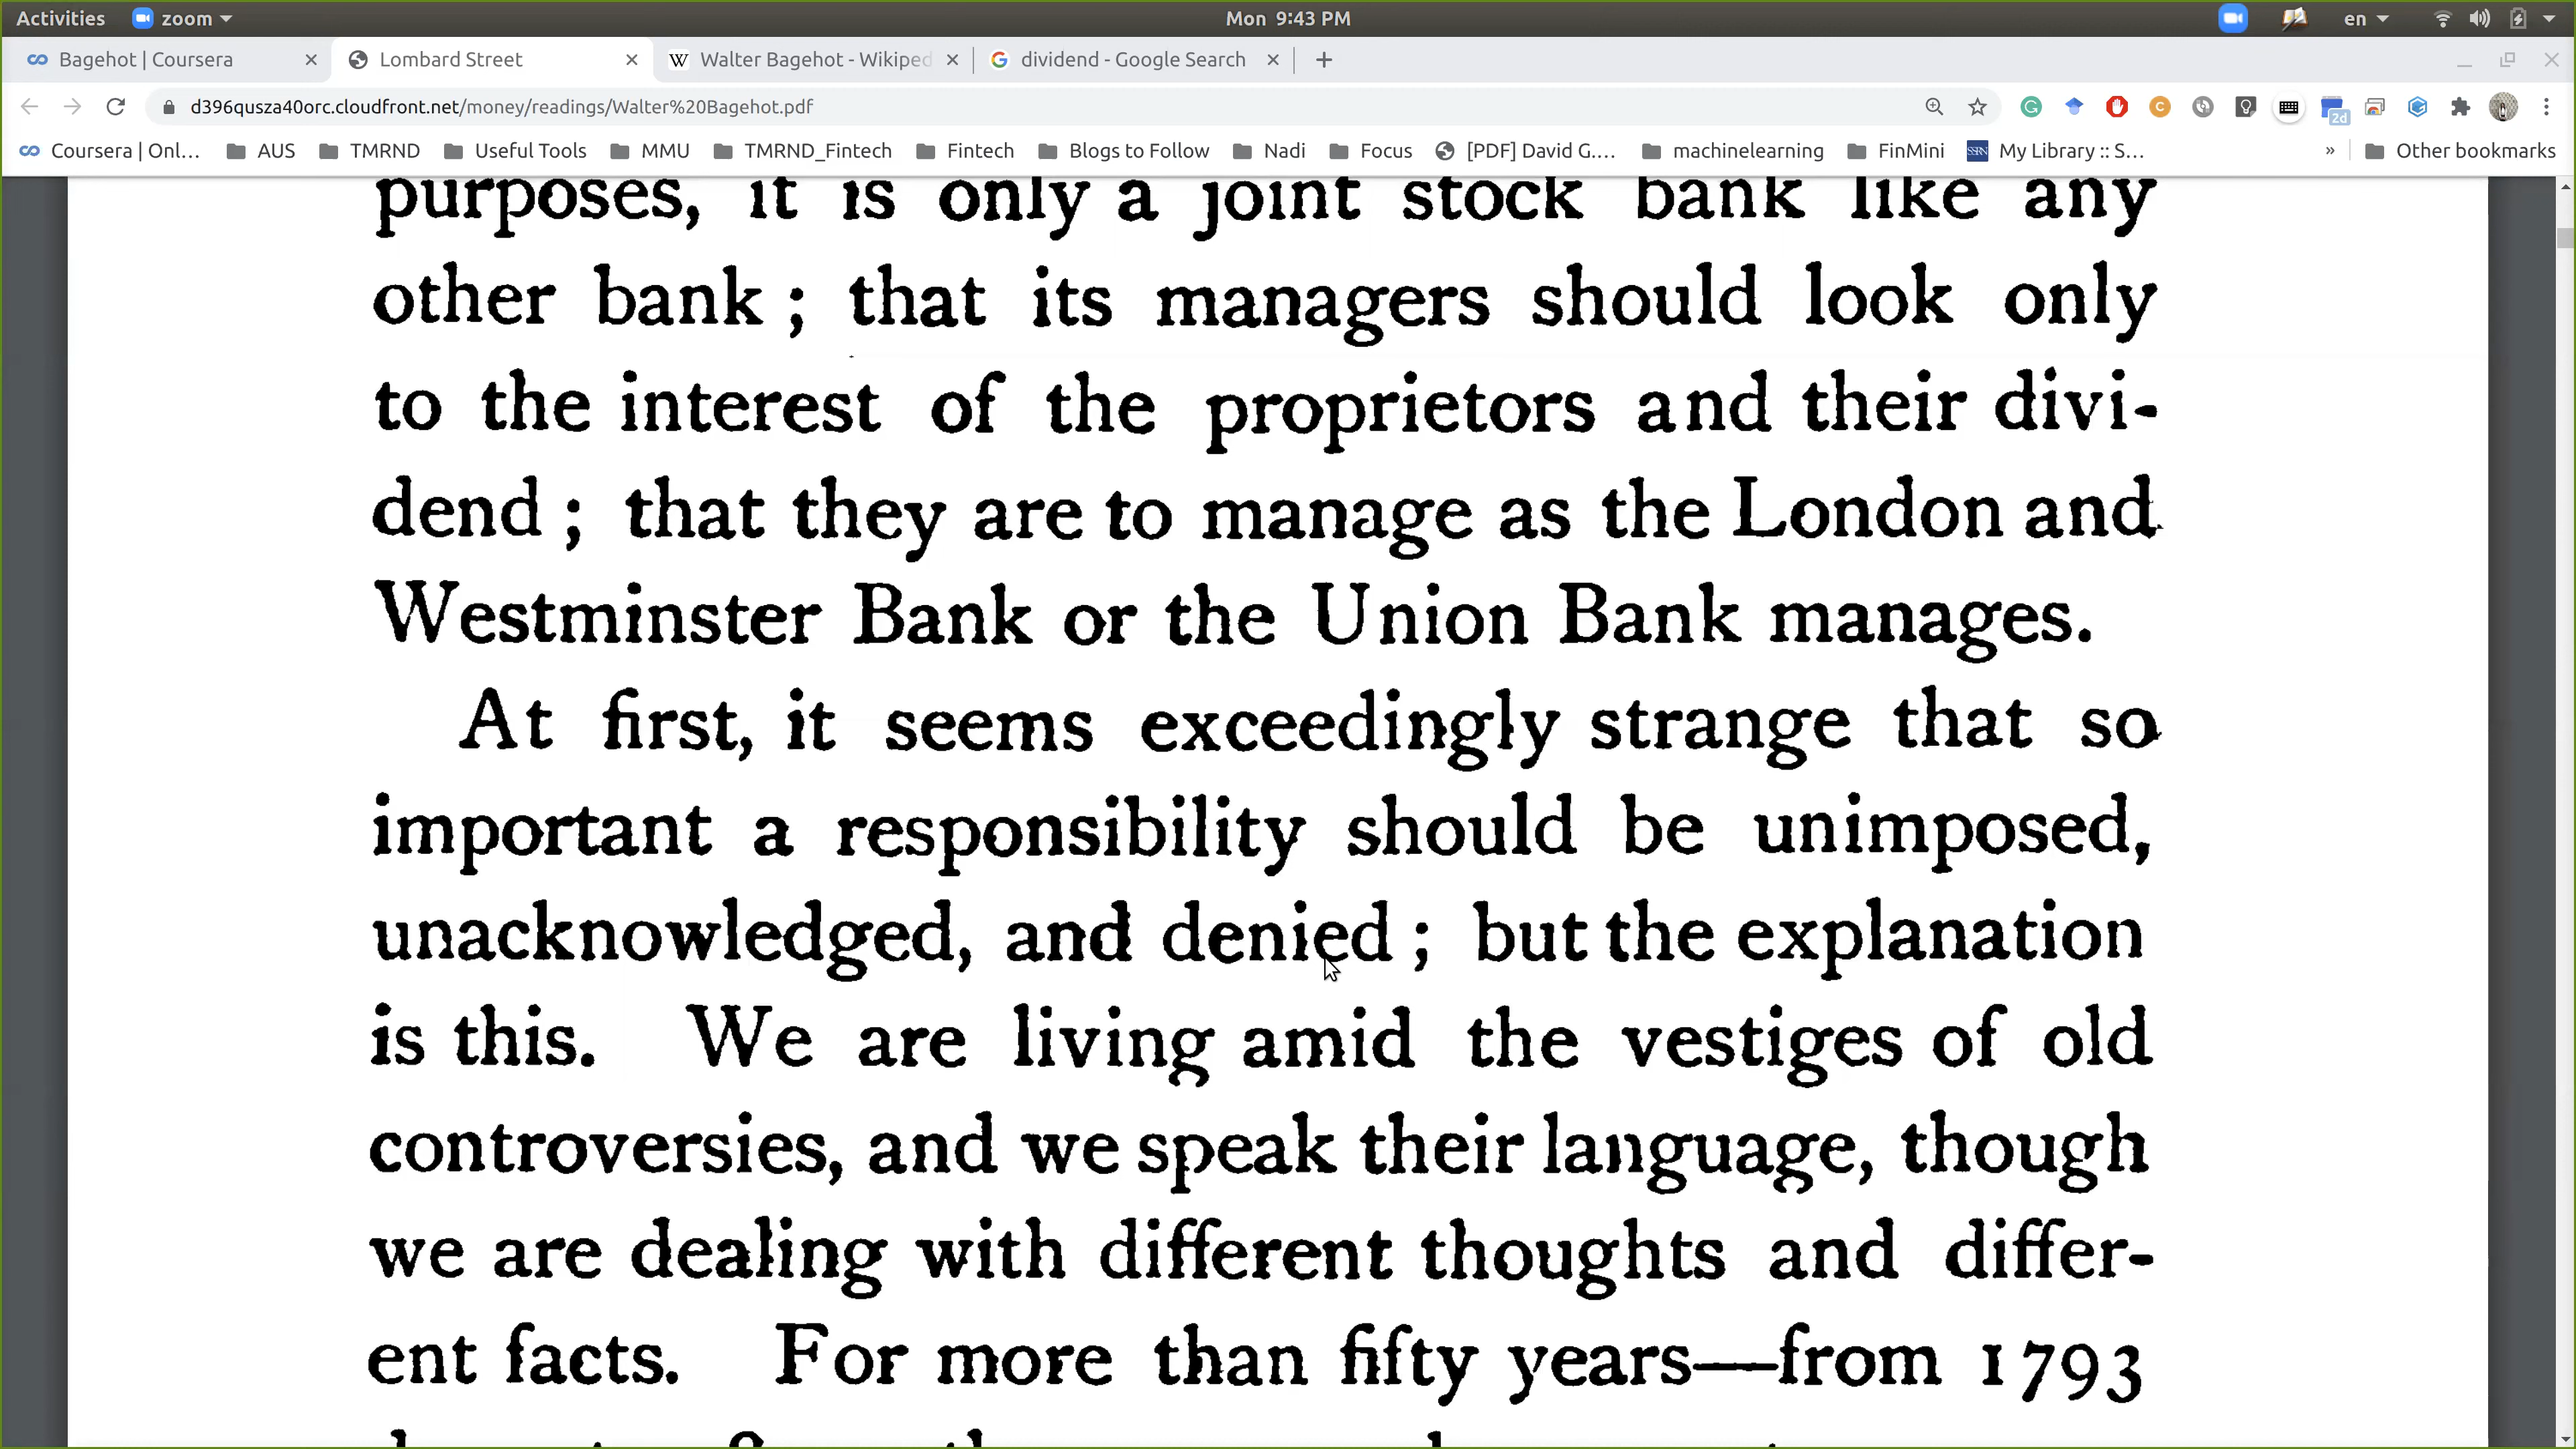 Activities zoom Mon 9:43 PM en
Bagehot | Coursera Lombard Street Walter Bagehot - Wikiped dividend - Google Search
d396qusza40orc.cloudfront.net/money/readings/Walter%20Bagehot.pdf
Coursera | Onl... AUS TMRND Useful Tools MMU TMRND_Fintech Fintech Blogs to Follow Nadi Focus [PDF] David G.... machinelearning FinMini My Library :: S... » Other bookmarks
purposes, it is only a joint stock bank like any
other bank ; that its managers should look only
to the interest of the proprietors and their divi-
dend ; that they are to manage as the London and
Westminster Bank or the Union Bank manages.
At first, it seems exceedingly strange that so
important a responsibility should be unimposed,
unacknowledged, and denied ; but the explanation
is this. We are living amid the vestiges of old
controversies, and we speak their language, though
we are dealing with different thoughts and differ-
ent facts. For more than fifty years—from 1793